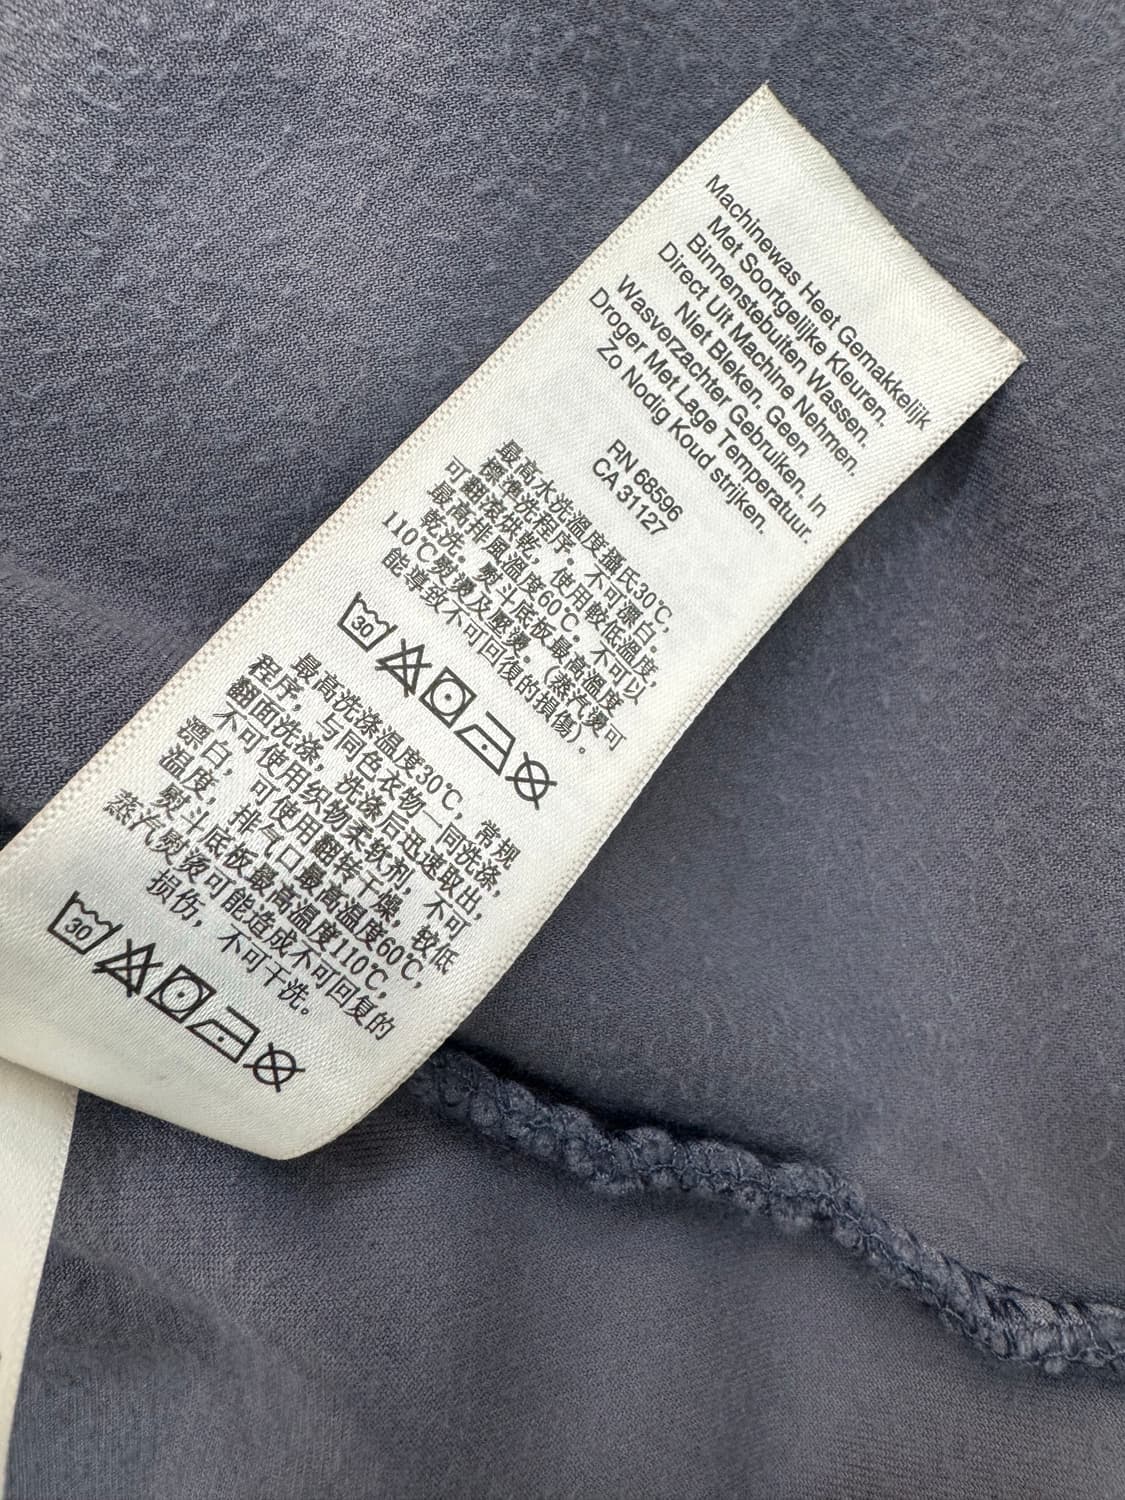 Machinewas Heet Gemakkelijk
Met Soortgelijke Kleuren.
Binnenstebuiten Wassen.
Direct Uit Machine Nehmen.
Niet Bleken. Geen
Wasverzachter Gebruiken. In
Droger Met Lage Temperatuur.
Zo Nodig Koud strijken.
RN 68596
CA 31127
最高水洗溫度攝氏30℃,
標準洗程序。不可漂白。
可翻滾烘乾，使用較低溫度,
最高排風溫度60℃。不可以
乾洗。熨斗底板最高溫度
110℃熨燙及壓燙。(蒸汽燙可
能導致不可回復的損傷)。
30
最高洗涤温度30℃, 常规
程序，与同色衣物一同洗涤,
翻面洗涤，洗涤后迅速取出,
不可使用织物柔软剂，不可
漂白，可使用翻转干燥，较低
温度，排气口最高温度60℃,
熨斗底板最高温度110℃,
蒸汽熨烫可能造成不可回复的
损伤，不可干洗。
30